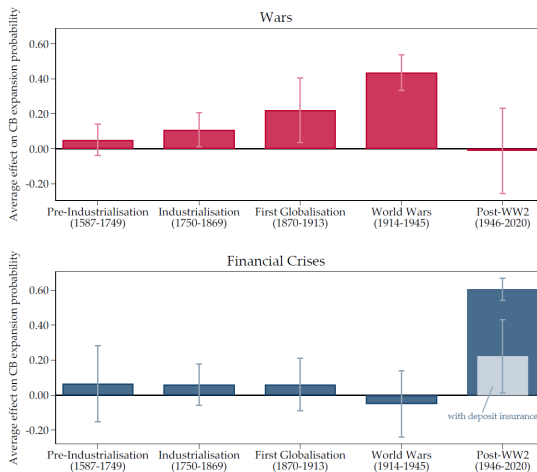 Wars
Average effect on CB expansion probability
0.60
0.40
0.20
0.00
-0.20
Pre-Industrialisation Industrialisation First Globalisation World Wars Post-WW2
(1587-1749) (1750-1869) (1870-1913) (1914-1945) (1946-2020)
Financial Crises
Average effect on CB expansion probability
0.60
0.40
0.20
0.00
-0.20
with deposit insurance
Pre-Industrialisation Industrialisation First Globalisation World Wars Post-WW2
(1587-1749) (1750-1869) (1870-1913) (1914-1945) (1946-2020)